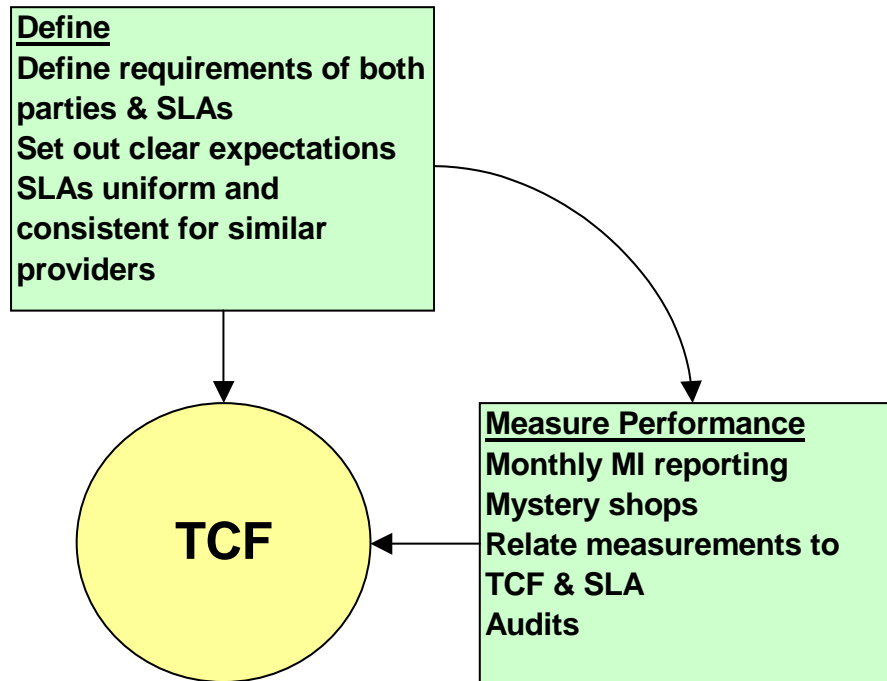 Define
Define requirements of both
parties & SLAs
Set out clear expectations
SLAs uniform and
consistent for similar
providers
TCF
Measure Performance
Monthly MI reporting
Mystery shops
Relate measurements to
TCF & SLA
Audits